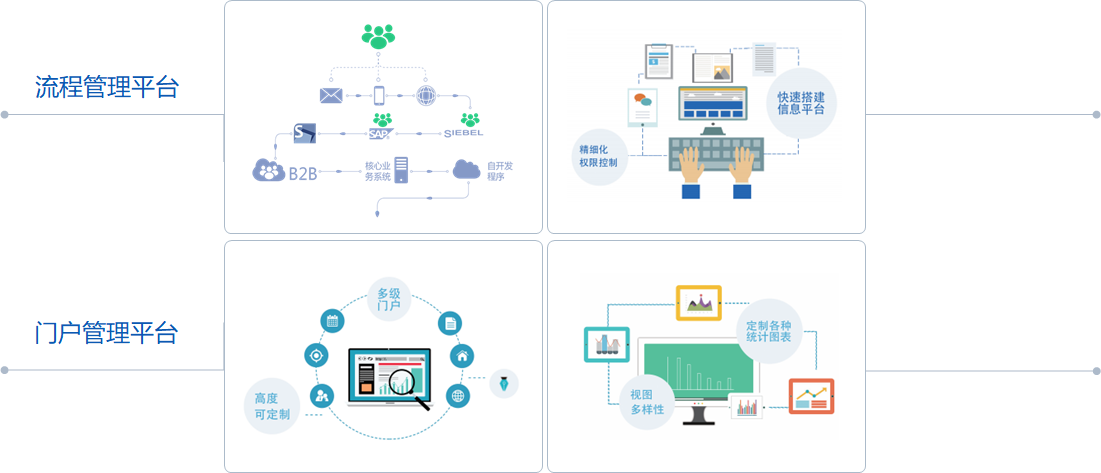 流程管理平台
S
SAP
SIEBEL
B2B
核心业
务系统
自开发
程序
快速搭建
信息平台
精细化
权限控制
门户管理平台
多级
门户
高度
可定制
定制各种
统计图表
视图
多样性